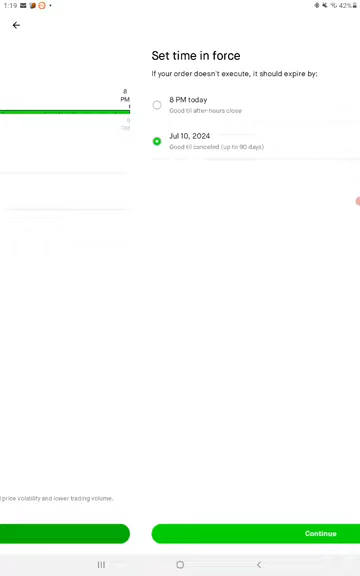 1:19
42%
Set time in force
If your order doesn't execute, it should expire by:
8
PM
8 PM today
Good til after-hours close
Jul 10, 2024
Good til canceled (up to 90 days)
price volatility and lower trading volume.
Continue